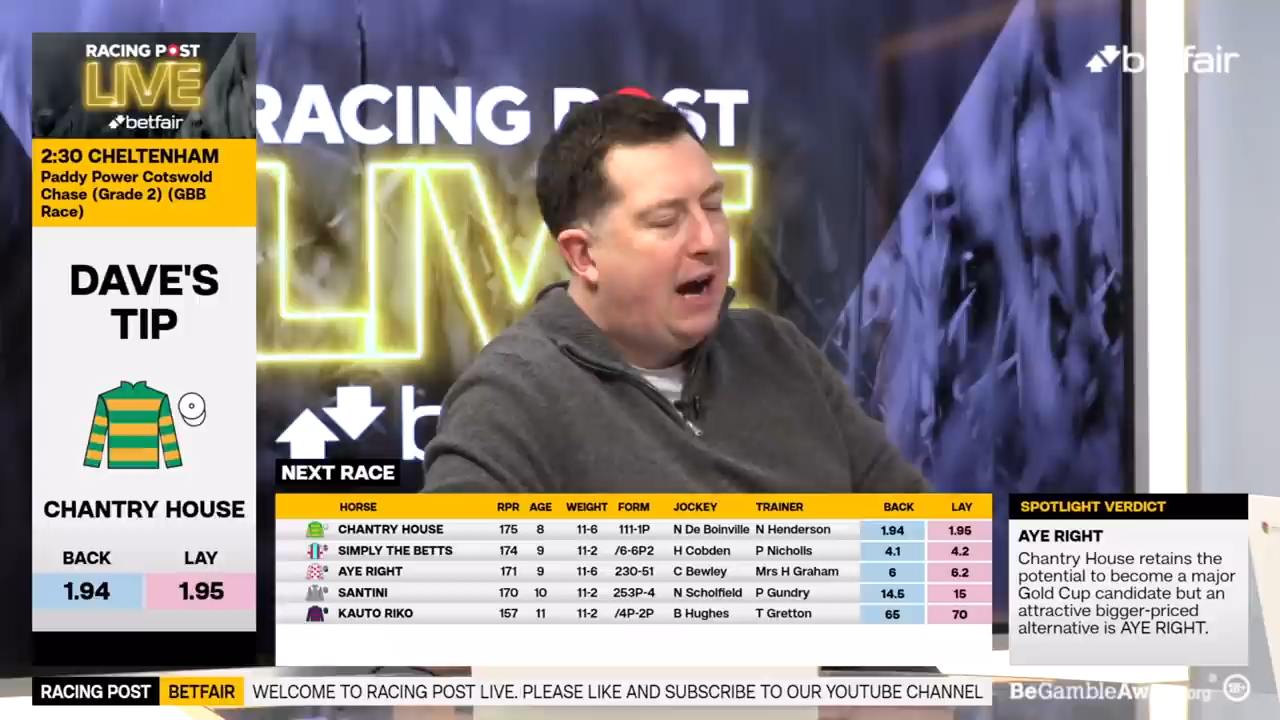 RACING POST
LIVE
betfair
2:30 CHELTENHAM
Paddy Power Cotswold
Chase (Grade 2) (GBB
Race)
DAVE'S
TIP
CHANTRY HOUSE
BACK LAY
1.94 1.95
RACING POST
LIVE
betfair
NEXT RACE
HORSE RPR AGE WEIGHT FORM JOCKEY TRAINER BACK LAY
CHANTRY HOUSE 175 8 11-6 111-1P N De Boinville N Henderson 1.94 1.95
SIMPLY THE BETTS 174 9 11-2 /6-6P2 H Cobden P Nicholls 4.1 4.2
AYE RIGHT 171 9 11-6 230-51 C Bewley Mrs H Graham 6 6.2
SANTINI 170 10 11-2 253P-4 N Scholfield P Gundry 14.5 15
KAUTO RIKO 157 11 11-2 /4P-2P B Hughes T Gretton 65 70
SPOTLIGHT VERDICT
AYE RIGHT
Chantry House retains the
potential to become a major
Gold Cup candidate but an
attractive bigger-priced
alternative is AYE RIGHT.
RACING POST BETFAIR WELCOME TO RACING POST LIVE. PLEASE LIKE AND SUBSCRIBE TO OUR YOUTUBE CHANNEL
BeGambleAware.org 18+